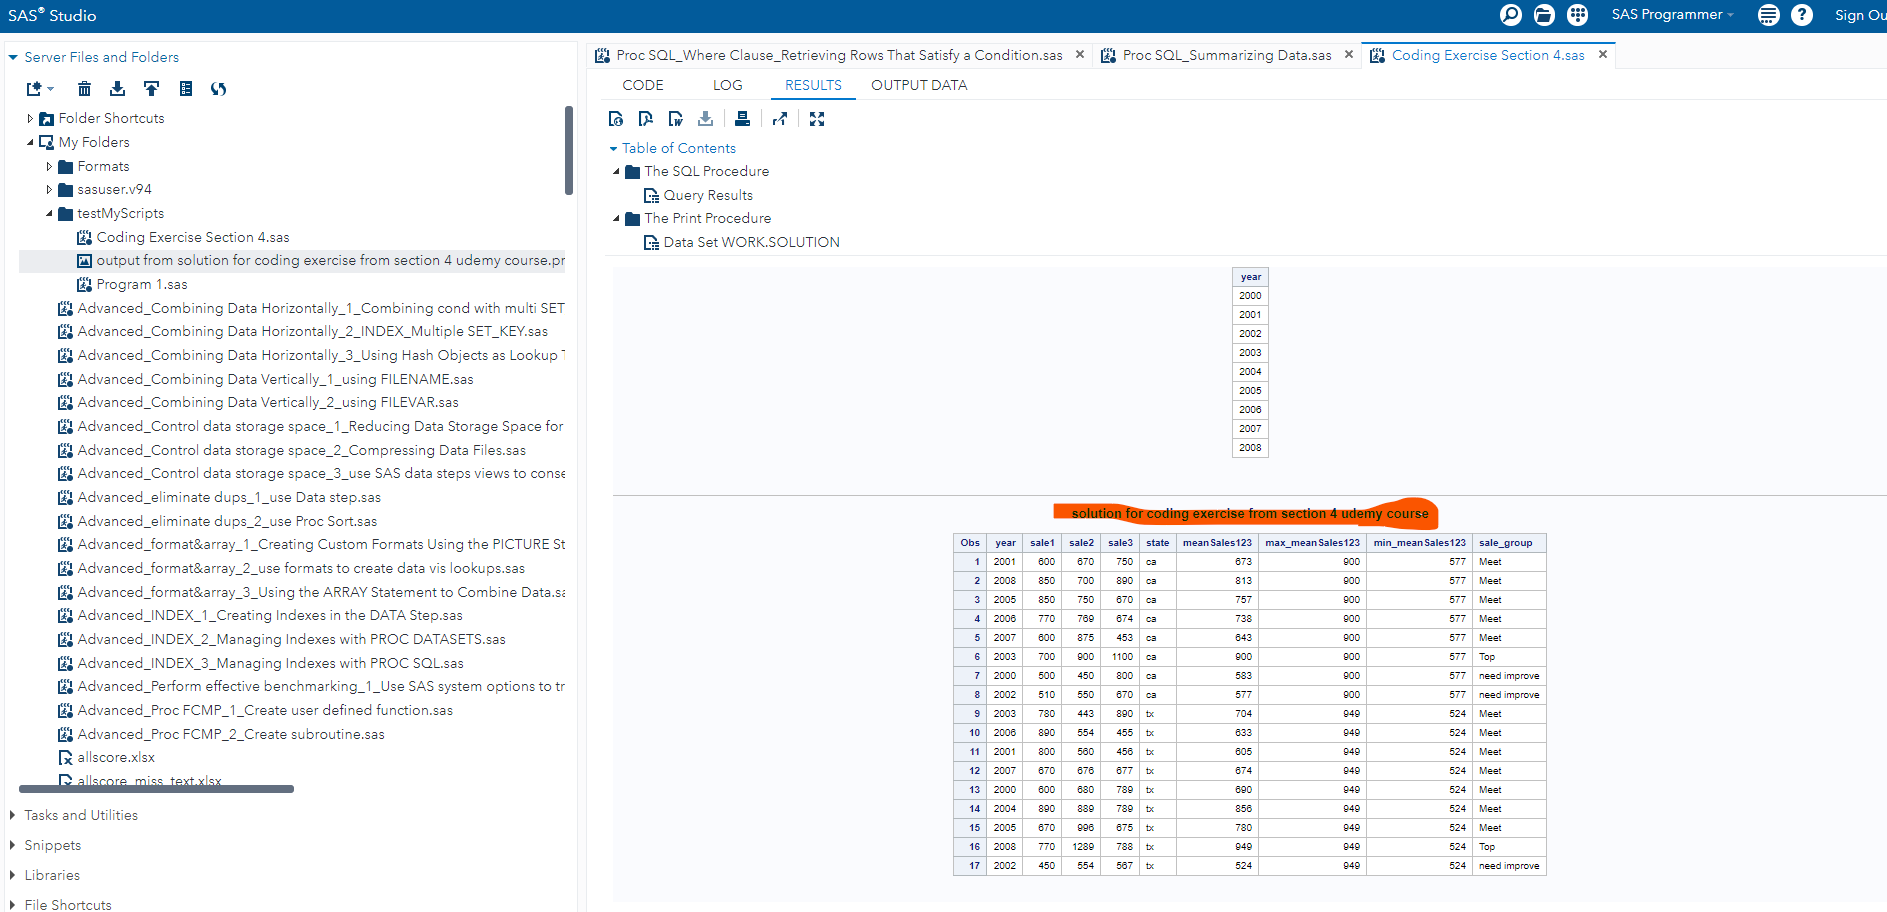 SAS® Studio
SAS Programmer
Sign Ou
Server Files and Folders
Folder Shortcuts
My Folders
Formats
sasuser.v94
testMyScripts
Coding Exercise Section 4.sas
output from solution for coding exercise from section 4 udemy course.pr
Program 1.sas
Advanced_Combining Data Horizontally_1_Combining cond with multi SET
Advanced_Combining Data Horizontally_2_INDEX_Multiple SET_KEY.sas
Advanced_Combining Data Horizontally_3_Using Hash Objects as Lookup T
Advanced_Combining Data Vertically_1_using FILENAME.sas
Advanced_Combining Data Vertically_2_using FILEVAR.sas
Advanced_Control data storage space_1_Reducing Data Storage Space for
Advanced_Control data storage space_2_Compressing Data Files.sas
Advanced_Control data storage space_3_use SAS data steps views to conse
Advanced_eliminate dups_1_use Data step.sas
Advanced_eliminate dups_2_use Proc Sort.sas
Advanced_format&array_1_Creating Custom Formats Using the PICTURE St
Advanced_format&array_2_use formats to create data vis lookups.sas
Advanced_format&array_3_Using the ARRAY Statement to Combine Data.sa
Advanced_INDEX_1_Creating Indexes in the DATA Step.sas
Advanced_INDEX_2_Managing Indexes with PROC DATASETS.sas
Advanced_INDEX_3_Managing Indexes with PROC SQL.sas
Advanced_Perform effective benchmarking_1_Use SAS system options to tr
Advanced_Proc FCMP_1_Create user defined function.sas
Advanced_Proc FCMP_2_Create subroutine.sas
allscore.xlsx
allscore_miss_text.xlsx
Tasks and Utilities
Snippets
Libraries
File Shortcuts
Proc SQL_Where Clause_Retrieving Rows That Satisfy a Condition.sas
Proc SQL_Summarizing Data.sas
Coding Exercise Section 4.sas
CODE LOG RESULTS OUTPUT DATA
Table of Contents
The SQL Procedure
Query Results
The Print Procedure
Data Set WORK.SOLUTION
year
2000
2001
2002
2003
2004
2005
2006
2007
2008
solution for coding exercise from section 4 udemy course
Obs year sale1 sale2 sale3 state meanSales123 max_meanSales123 min_meanSales123 sale_group
1 2001 600 670 750 ca 673 900 577 Meet
2 2008 850 700 890 ca 813 900 577 Meet
3 2005 850 750 670 ca 757 900 577 Meet
4 2006 770 769 674 ca 738 900 577 Meet
5 2007 600 875 453 ca 643 900 577 Meet
6 2003 700 900 1100 ca 900 900 577 Top
7 2000 500 450 800 ca 583 900 577 need improve
8 2002 510 550 670 ca 577 900 577 need improve
9 2003 780 443 890 tx 704 949 524 Meet
10 2006 890 554 455 tx 633 949 524 Meet
11 2001 800 560 456 tx 605 949 524 Meet
12 2007 670 676 677 tx 674 949 524 Meet
13 2000 600 680 789 tx 690 949 524 Meet
14 2004 890 889 789 tx 856 949 524 Meet
15 2005 670 996 675 tx 780 949 524 Meet
16 2008 770 1289 788 tx 949 949 524 Top
17 2002 450 554 567 tx 524 949 524 need improve